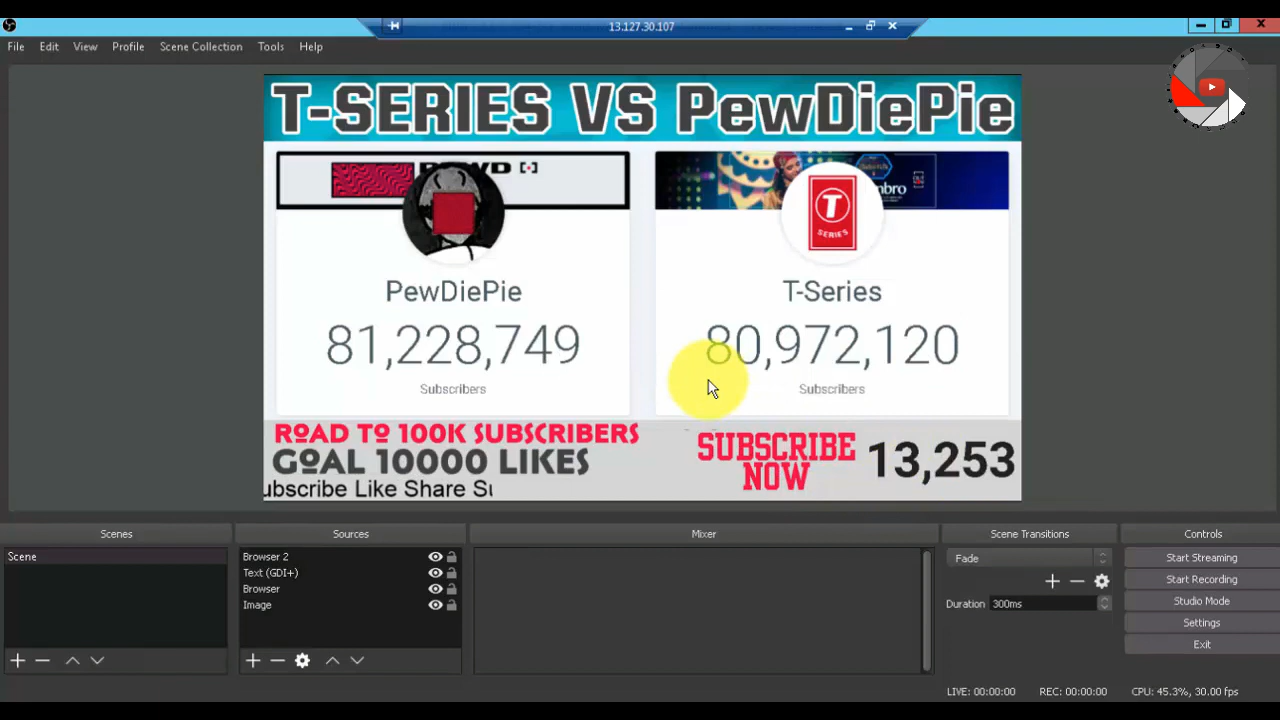 13.127.30.107
File Edit View Profile Scene Collection Tools Help
T-SERIES VS PewDiePie
PewDiePie
81,228,749
Subscribers
T SERIES
T-Series
80,972,120
Subscribers
ROAD TO 100K SUBSCRIBERS
GOAL 10000 LIKES
ubscribe Like Share Su
SUBSCRIBE
NOW
13,253
Scenes
Scene
Sources
Browser 2
Text (GDI+)
Browser
Image
Mixer
Scene Transitions
Fade
Duration 300ms
Controls
Start Streaming
Start Recording
Studio Mode
Settings
Exit
LIVE: 00:00:00 REC: 00:00:00 CPU: 45.3%, 30.00 fps